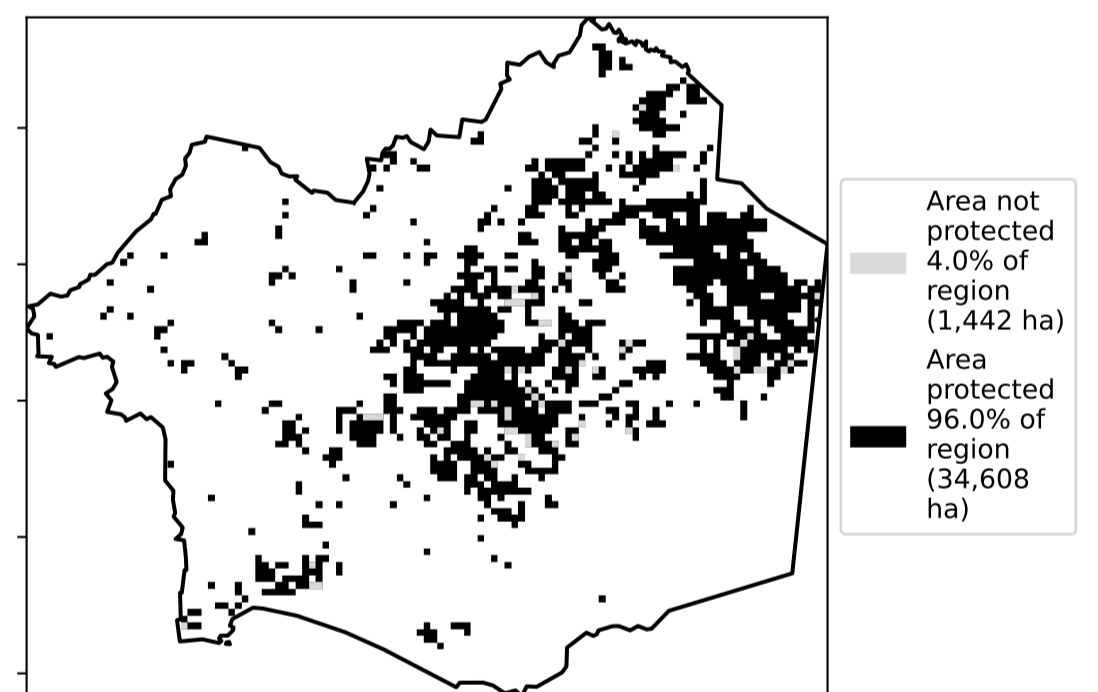 Area not
protected
4.0% of
region
(1,442 ha)
Area
protected
96.0% of
region
(34,608
ha)